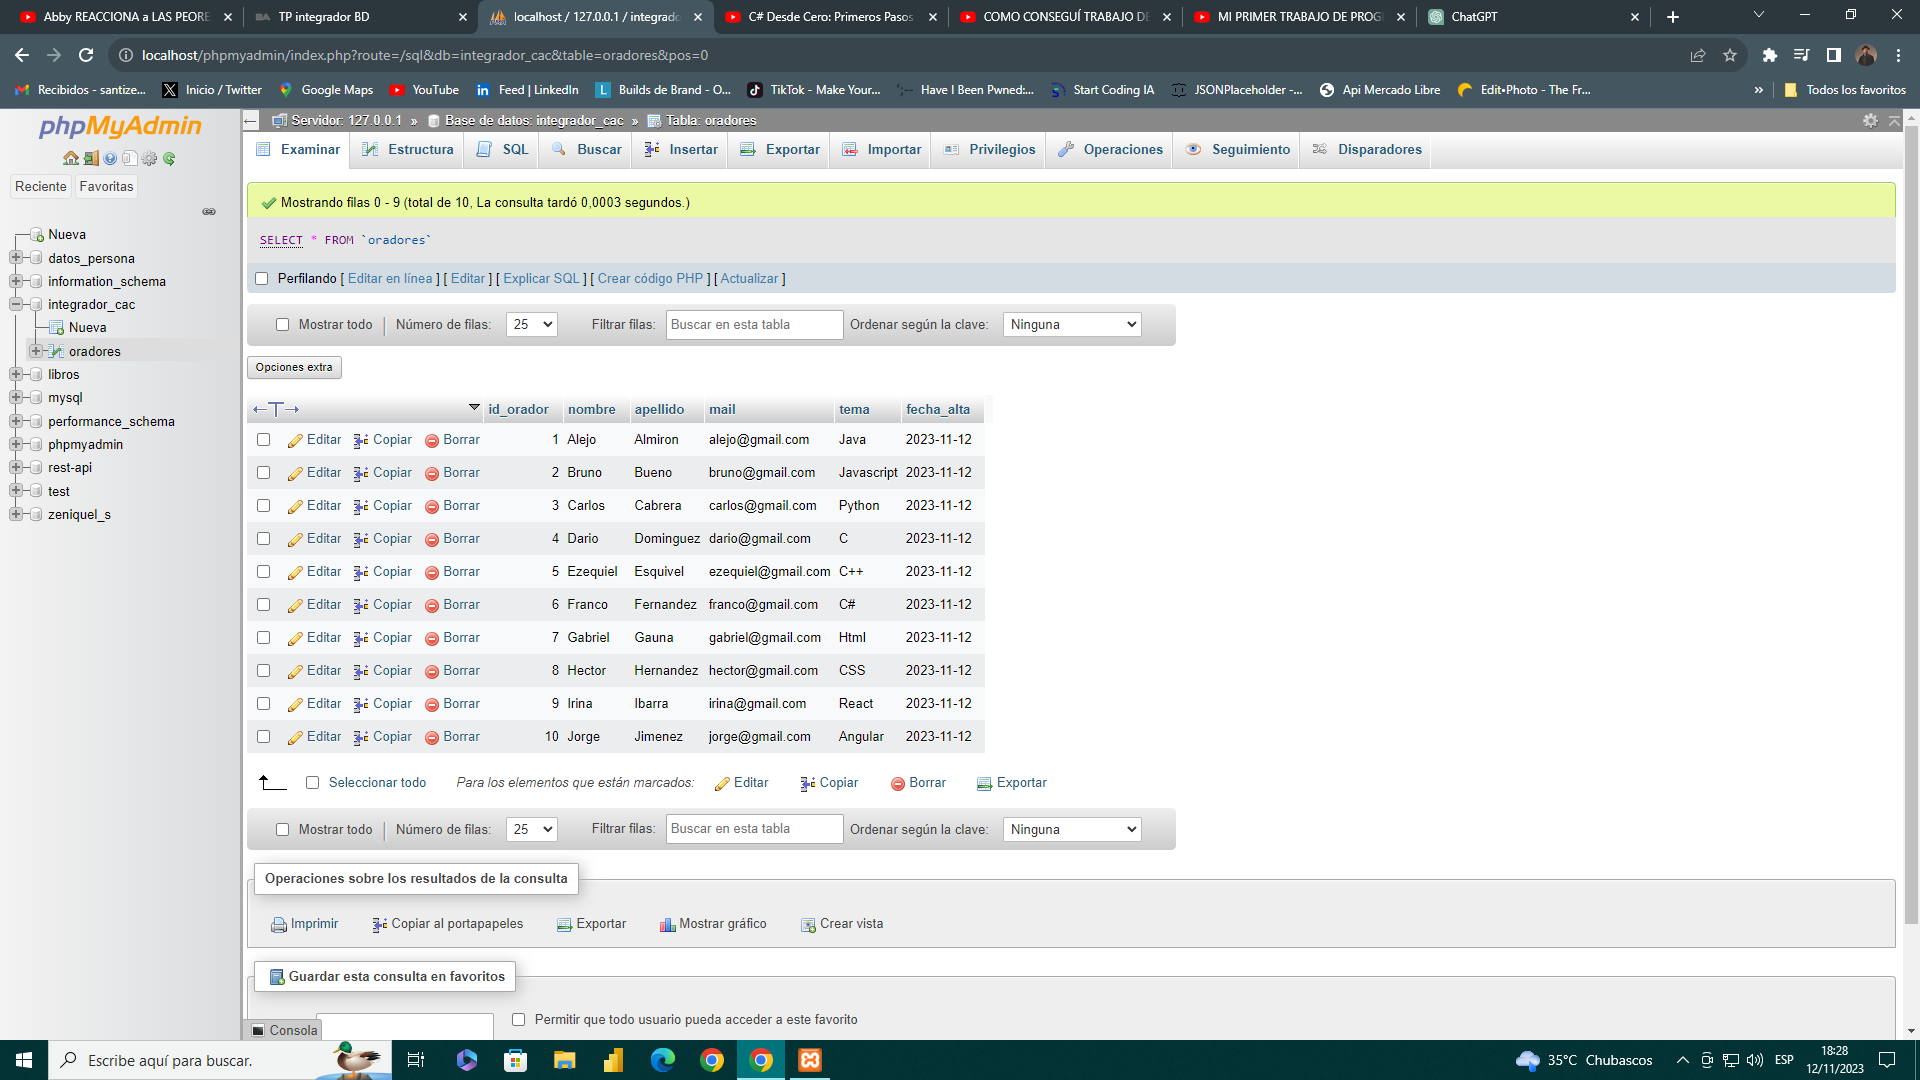 Abby REACCIONA a LAS PEORE
TP integrador BD
localhost / 127.0.0.1 / integrado
C# Desde Cero: Primeros Pasos
COMO CONSEGUÍ TRABAJO DE
MI PRIMER TRABAJO DE PROG
ChatGPT
localhost/phpmyadmin/index.php?route=/sql&db=integrador_cac&table=oradores&pos=0
Recibidos - santize...
Inicio / Twitter
Google Maps
YouTube
Feed | LinkedIn
Builds de Brand - O...
TikTok - Make Your...
Have I Been Pwned:...
Start Coding IA
JSONPlaceholder -...
Api Mercado Libre
Edit•Photo - The Fr...
»
Todos los favoritos
phpMyAdmin
Reciente Favoritas
Nueva
datos_persona
information_schema
integrador_cac
Nueva
oradores
libros
mysql
performance_schema
phpmyadmin
rest-api
test
zeniquel_s
Servidor: 127.0.0.1 » Base de datos: integrador_cac » Tabla: oradores
Examinar Estructura SQL Buscar Insertar Exportar Importar Privilegios Operaciones Seguimiento Disparadores
Mostrando filas 0 - 9 (total de 10, La consulta tardó 0,0003 segundos.)
SELECT * FROM `oradores`
Perfilando [ Editar en línea ] [ Editar ] [ Explicar SQL ] [ Crear código PHP ] [ Actualizar ]
Mostrar todo | Número de filas: 25 Filtrar filas: Buscar en esta tabla Ordenar según la clave: Ninguna
Opciones extra
←T→ id_orador nombre apellido mail tema fecha_alta
Editar Copiar Borrar 1 Alejo Almiron alejo@gmail.com Java 2023-11-12
Editar Copiar Borrar 2 Bruno Bueno bruno@gmail.com Javascript 2023-11-12
Editar Copiar Borrar 3 Carlos Cabrera carlos@gmail.com Python 2023-11-12
Editar Copiar Borrar 4 Dario Dominguez dario@gmail.com C 2023-11-12
Editar Copiar Borrar 5 Ezequiel Esquivel ezequiel@gmail.com C++ 2023-11-12
Editar Copiar Borrar 6 Franco Fernandez franco@gmail.com C# 2023-11-12
Editar Copiar Borrar 7 Gabriel Gauna gabriel@gmail.com Html 2023-11-12
Editar Copiar Borrar 8 Hector Hernandez hector@gmail.com CSS 2023-11-12
Editar Copiar Borrar 9 Irina Ibarra irina@gmail.com React 2023-11-12
Editar Copiar Borrar 10 Jorge Jimenez jorge@gmail.com Angular 2023-11-12
Seleccionar todo Para los elementos que están marcados: Editar Copiar Borrar Exportar
Mostrar todo | Número de filas: 25 Filtrar filas: Buscar en esta tabla Ordenar según la clave: Ninguna
Operaciones sobre los resultados de la consulta
Imprimir Copiar al portapapeles Exportar Mostrar gráfico Crear vista
Guardar esta consulta en favoritos
Permitir que todo usuario pueda acceder a este favorito
Consola
Escribe aquí para buscar.
35°C Chubascos
ESP
18:28
12/11/2023